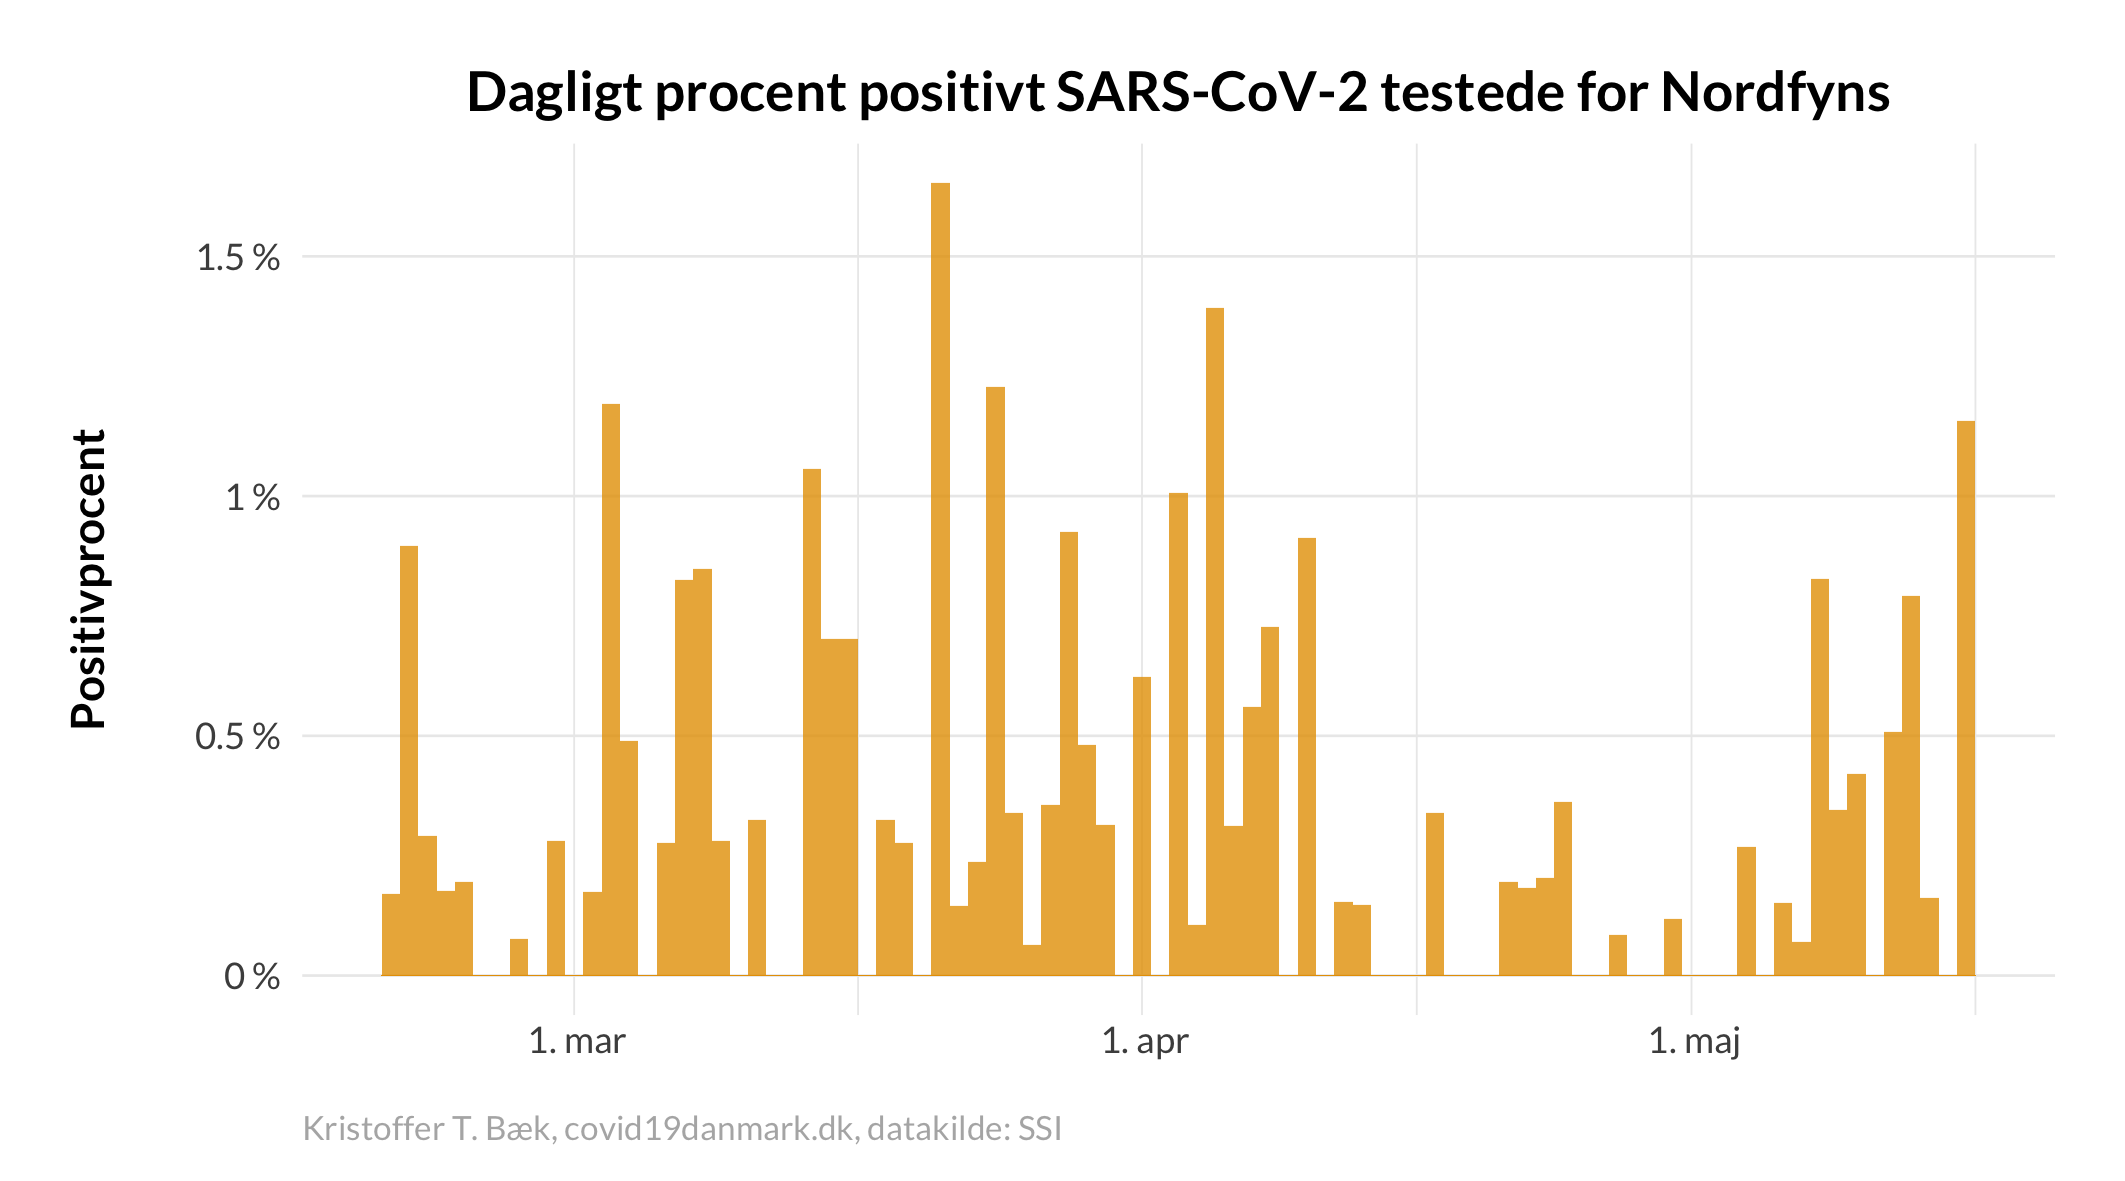 Dagligt procent positivt SARS-CoV-2 testede for Nordfyns
Positivprocent
1.5 %
1 %
0.5 %
0 %
1. mar
1. apr
1. maj
Kristoffer T. Bæk, covid19danmark.dk, datakilde: SSI